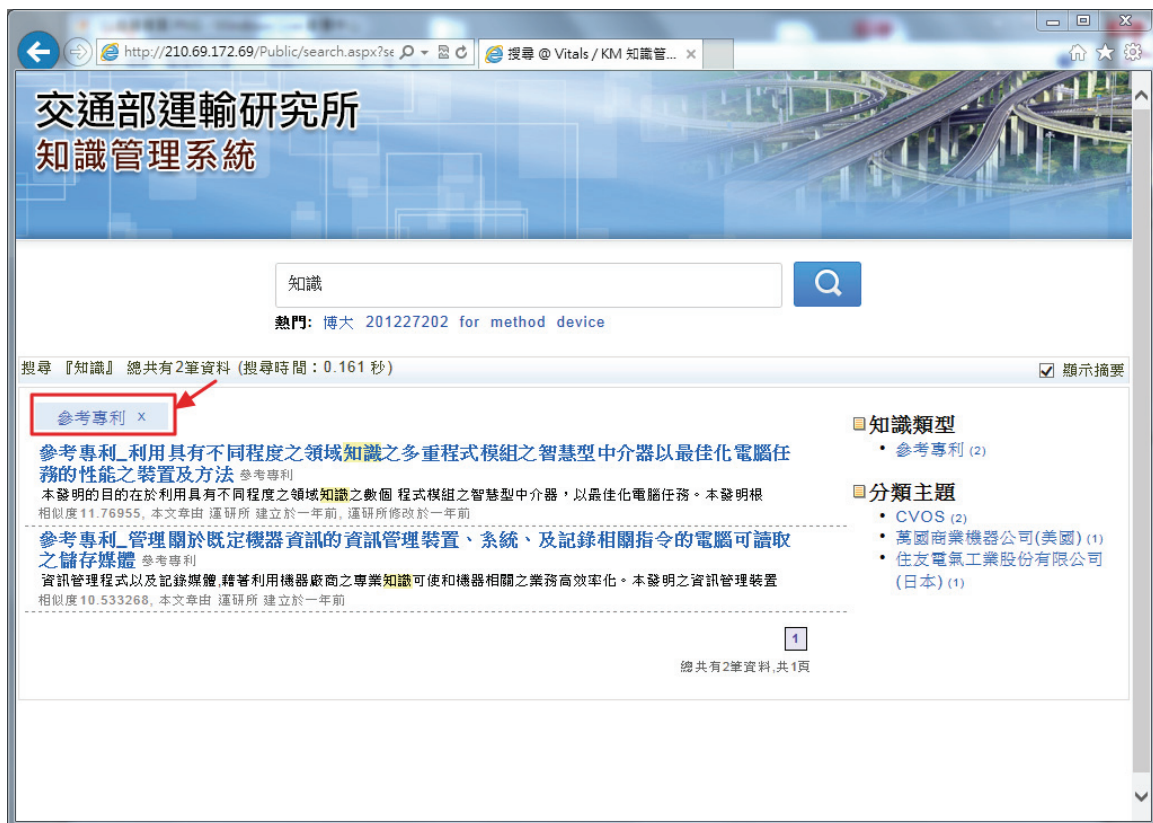 http://210.69.172.69/Public/search.aspx?se
搜尋 @ Vitals / KM 知識管... ×
交通部運輸研究所
知識管理系統
知識
熱門: 博大 201227202 for method device
搜尋 『知識』 總共有2筆資料 (搜尋時間：0.161 秒)
顯示摘要
參考專利 x
參考專利_利用具有不同程度之領域知識之多重程式模組之智慧型中介器以最佳化電腦任
務的性能之裝置及方法 參考專利
本發明的目的在於利用具有不同程度之領域知識之數個 程式模組之智慧型中介器，以最佳化電腦任務。本發明根
相似度11.76955, 本文章由 運研所 建立於一年前, 運研所修改於一年前
參考專利_管理關於既定機器資訊的資訊管理裝置、系統、及記錄相關指令的電腦可讀取
之儲存媒體 參考專利
資訊管理程式以及記錄媒體,藉著利用機器廠商之專業知識可使和機器相關之業務高效率化。本發明之資訊管理裝置
相似度10.533268, 本文章由 運研所 建立於一年前
1
總共有2筆資料,共1頁
知識類型
• 參考專利 (2)
分類主題
• CVOS (2)
• 萬國商業機器公司(美國) (1)
• 住友電氣工業股份有限公司
(日本) (1)